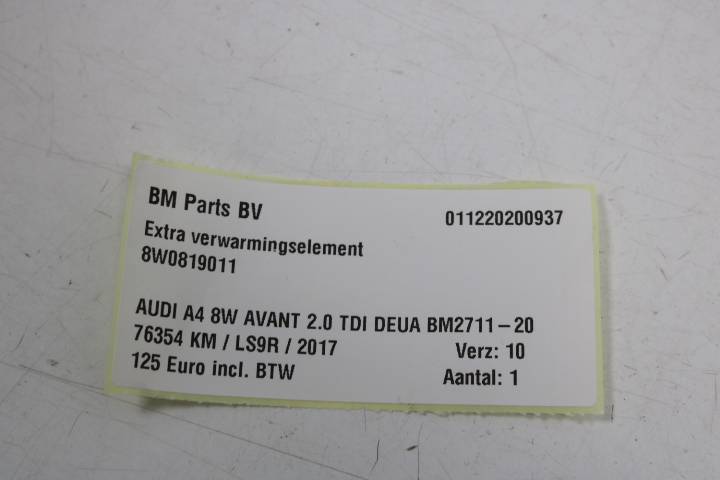 BM Parts BV 011220200937
Extra verwarmingselement
8W0819011
AUDI A4 8W AVANT 2.0 TDI DEUA BM2711-20
76354 KM / LS9R / 2017 Verz: 10
125 Euro incl. BTW Aantal: 1